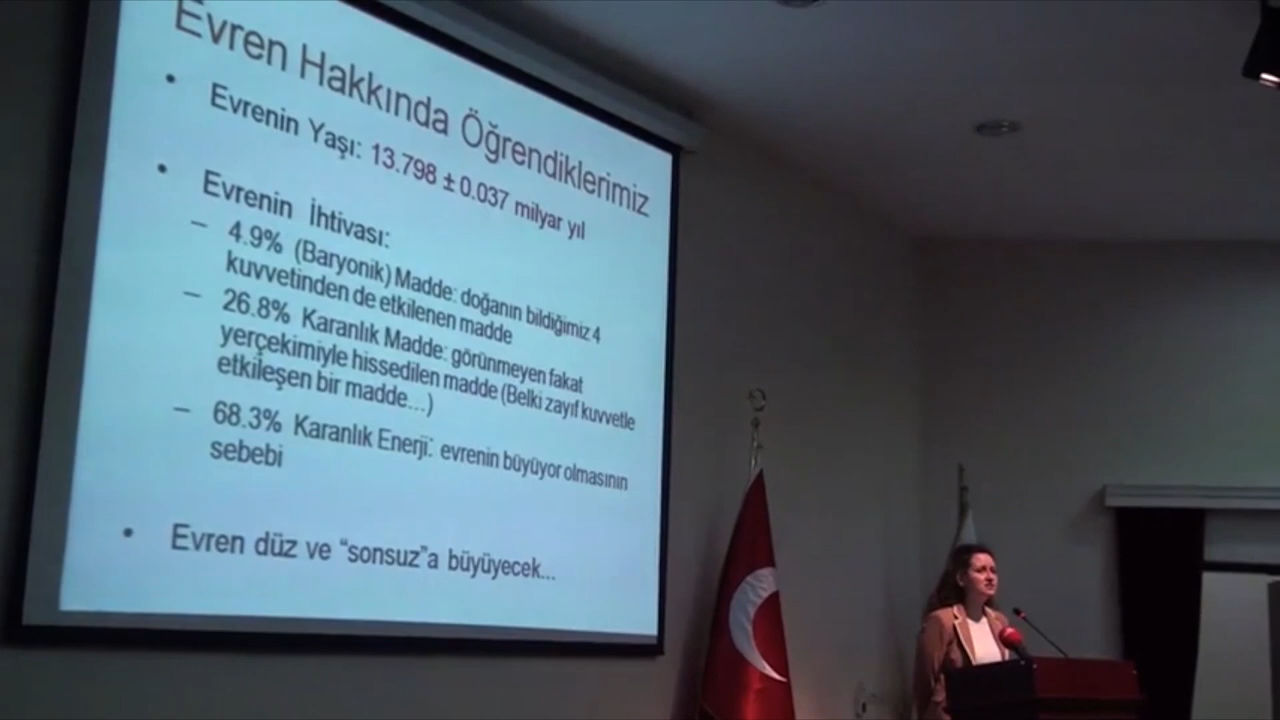 Evren Hakkında Öğrendiklerimiz
• Evrenin Yaşı: 13.798 ± 0.037 milyar yıl
• Evrenin İhtivası:
– 4.9% (Baryonik) Madde: doğanın bildiğimiz 4
kuvvetinden de etkilenen madde
– 26.8% Karanlık Madde: görünmeyen fakat
yerçekimiyle hissedilen madde (Belki zayıf kuvvetle
etkileşen bir madde...)
– 68.3% Karanlık Enerji: evrenin büyüyor olmasının
sebebi
• Evren düz ve “sonsuz”a büyüyecek...